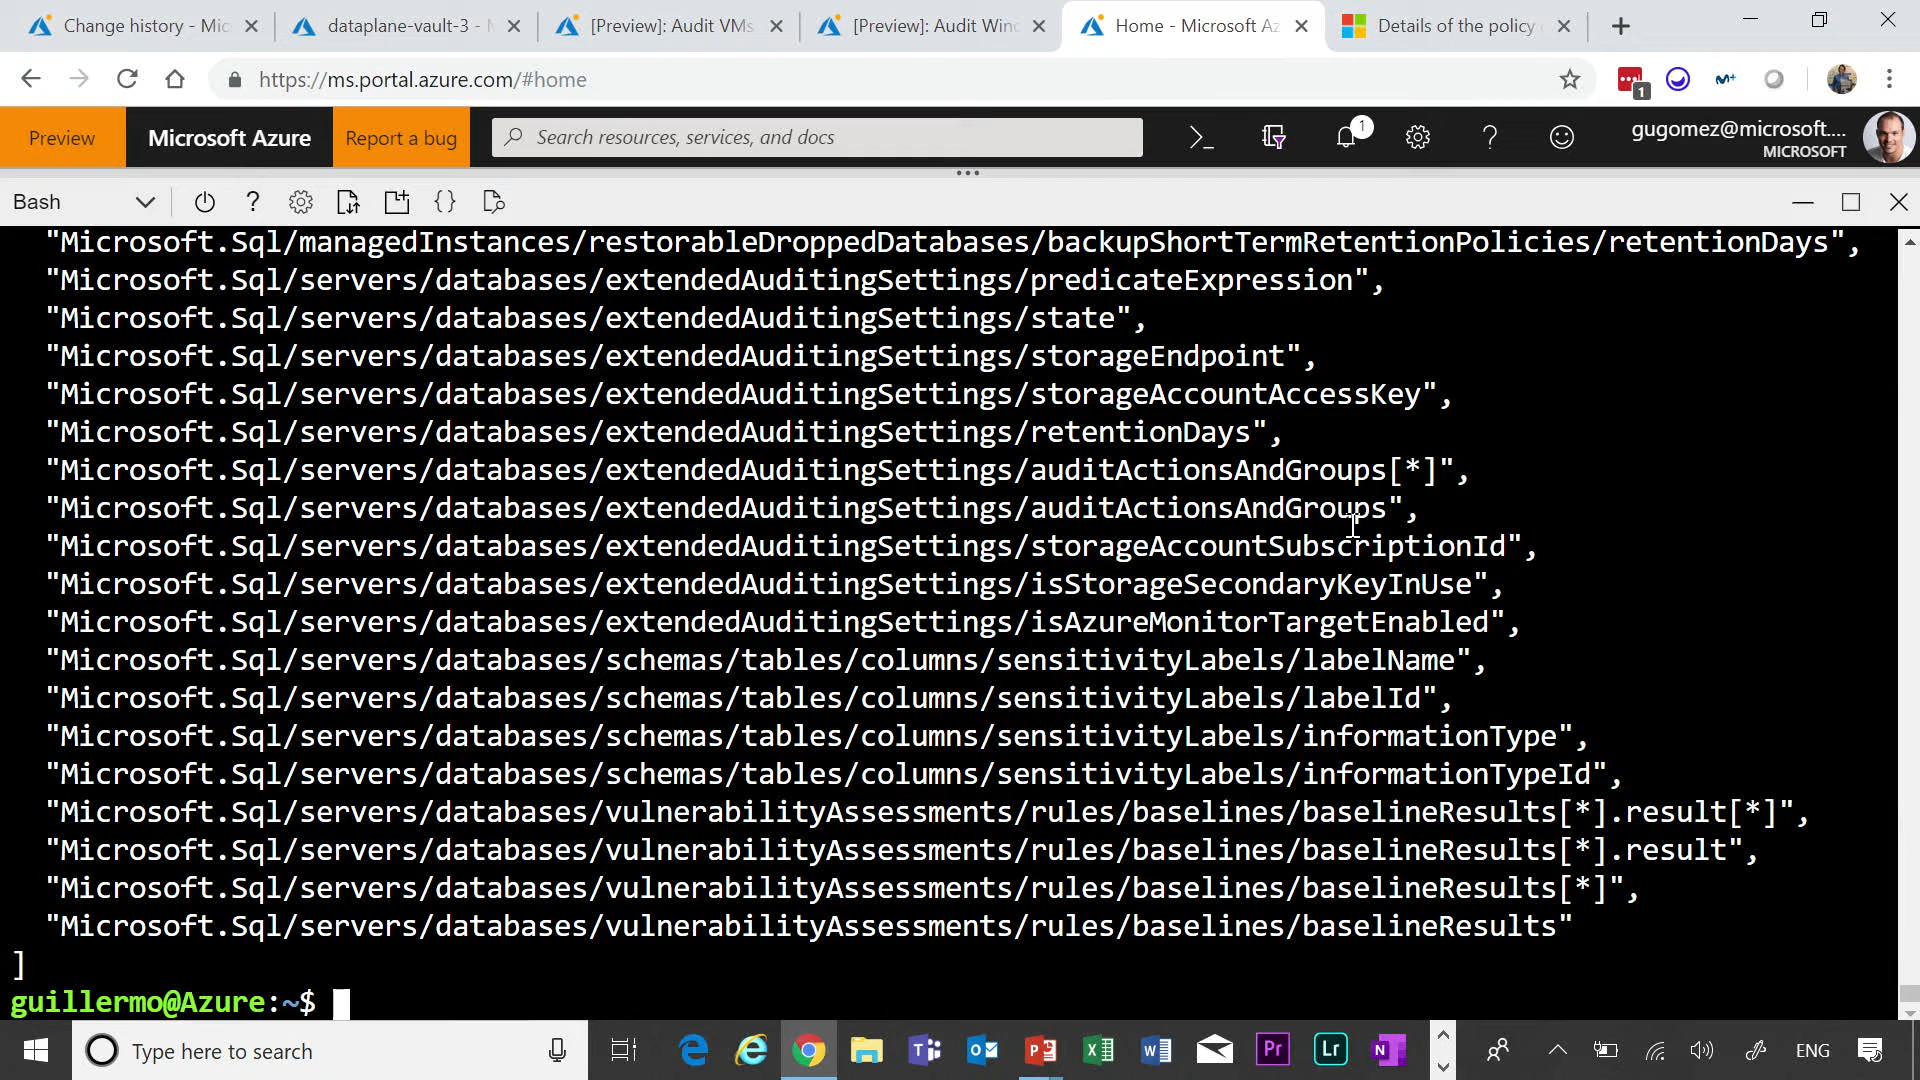 Change history - Mic
dataplane-vault-3 - M
[Preview]: Audit VMs
[Preview]: Audit Winc
Home - Microsoft Az
Details of the policy
https://ms.portal.azure.com/#home
1
Preview
Microsoft Azure
Report a bug
Search resources, services, and docs
1
gugomez@microsoft....
MICROSOFT
Bash
"Microsoft.Sql/managedInstances/restorableDroppedDatabases/backupShortTermRetentionPolicies/retentionDays",
"Microsoft.Sql/servers/databases/extendedAuditingSettings/predicateExpression",
"Microsoft.Sql/servers/databases/extendedAuditingSettings/state",
"Microsoft.Sql/servers/databases/extendedAuditingSettings/storageEndpoint",
"Microsoft.Sql/servers/databases/extendedAuditingSettings/storageAccountAccessKey",
"Microsoft.Sql/servers/databases/extendedAuditingSettings/retentionDays",
"Microsoft.Sql/servers/databases/extendedAuditingSettings/auditActionsAndGroups[*]",
"Microsoft.Sql/servers/databases/extendedAuditingSettings/auditActionsAndGroups",
"Microsoft.Sql/servers/databases/extendedAuditingSettings/storageAccountSubscriptionId",
"Microsoft.Sql/servers/databases/extendedAuditingSettings/isStorageSecondaryKeyInUse",
"Microsoft.Sql/servers/databases/extendedAuditingSettings/isAzureMonitorTargetEnabled",
"Microsoft.Sql/servers/databases/schemas/tables/columns/sensitivityLabels/labelName",
"Microsoft.Sql/servers/databases/schemas/tables/columns/sensitivityLabels/labelId",
"Microsoft.Sql/servers/databases/schemas/tables/columns/sensitivityLabels/informationType",
"Microsoft.Sql/servers/databases/schemas/tables/columns/sensitivityLabels/informationTypeId",
"Microsoft.Sql/servers/databases/vulnerabilityAssessments/rules/baselines/baselineResults[*].result[*]",
"Microsoft.Sql/servers/databases/vulnerabilityAssessments/rules/baselines/baselineResults[*].result",
"Microsoft.Sql/servers/databases/vulnerabilityAssessments/rules/baselines/baselineResults[*]",
"Microsoft.Sql/servers/databases/vulnerabilityAssessments/rules/baselines/baselineResults"
]
guillermo@Azure:~$
Type here to search
Pr
Lr
ENG